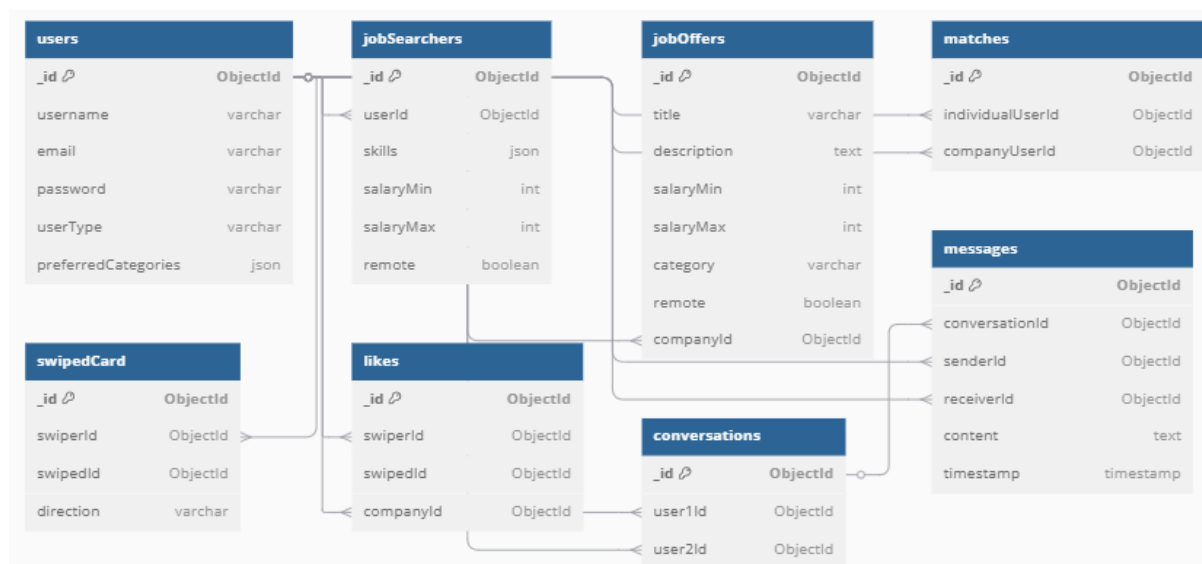 users
_id ObjectId
username varchar
email varchar
password varchar
userType varchar
preferredCategories json
jobSearchers
_id ObjectId
userId ObjectId
skills json
salaryMin int
salaryMax int
remote boolean
jobOffers
_id ObjectId
title varchar
description text
salaryMin int
salaryMax int
category varchar
remote boolean
companyId ObjectId
matches
_id ObjectId
individualUserId ObjectId
companyUserId ObjectId
messages
_id ObjectId
conversationId ObjectId
senderId ObjectId
receiverId ObjectId
content text
timestamp timestamp
swipedCard
_id ObjectId
swiperId ObjectId
swipedId ObjectId
direction varchar
likes
_id ObjectId
swiperId ObjectId
swipedId ObjectId
companyId ObjectId
conversations
_id ObjectId
user1Id ObjectId
user2Id ObjectId